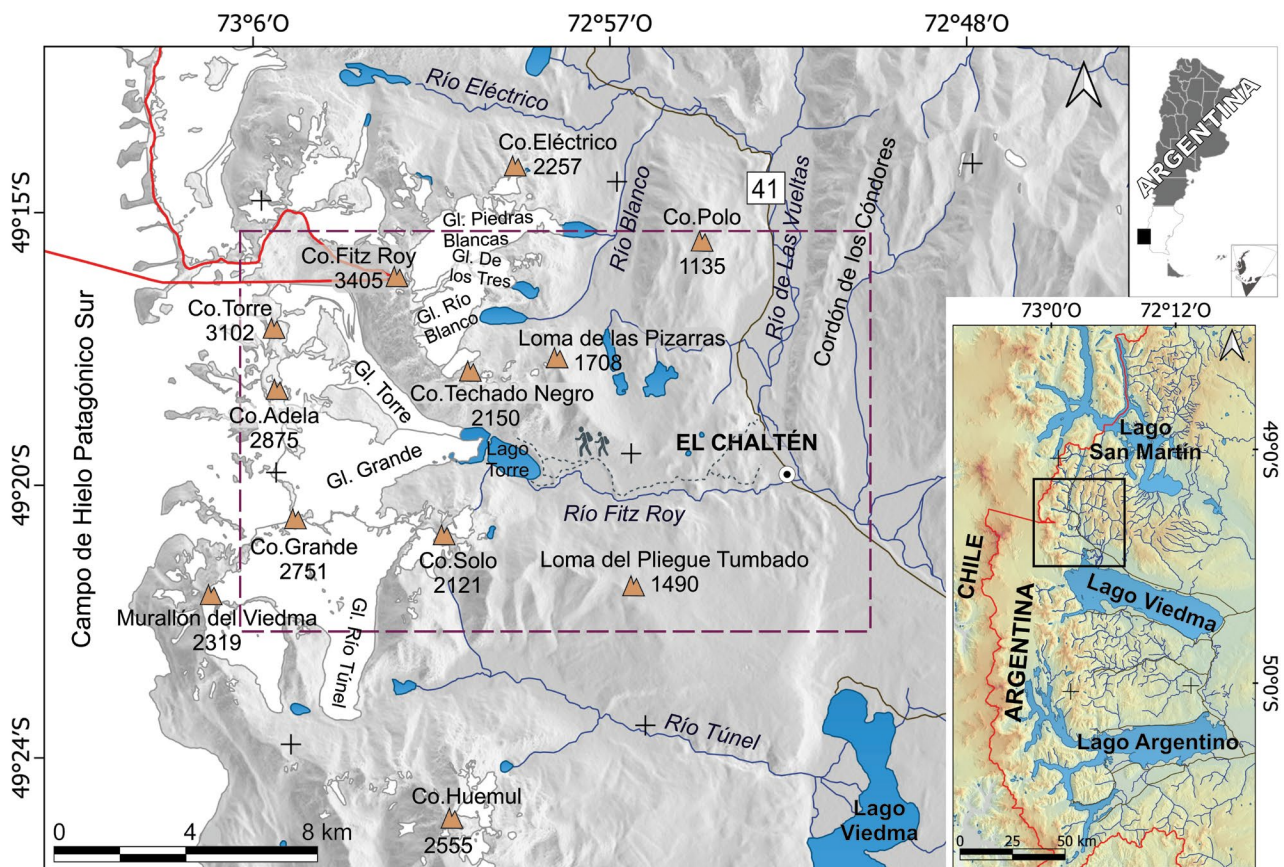 73°6′O
72°57′O
72°48′O
49°15′S
49°20′S
49°24′S
Campo de Hielo Patagónico Sur
Río Eléctrico
Co.Eléctrico
2257
Río Blanco
41
Co.Polo
1135
Río de Las Vueltas
Cordón de los Cóndores
Gl. Piedras
Blancas
Gl. De
los Tres
Gl. Río
Blanco
Co.Fitz Roy
3405
Co.Torre
3102
Loma de las Pizarras
1708
Co.Techado Negro
2150
Gl. Torre
Co.Adela
2875
Gl. Grande
Lago
Torre
EL CHALTÉN
Río Fitz Roy
Co.Grande
2751
Co.Solo
2121
Loma del Pliegue Tumbado
1490
Murallón del Viedma
2319
Gl. Río Túnel
Río Túnel
Co.Huemul
2555
Lago
Viedma
0 4 8 km
ARGENTINA
73°0′0″O
72°12′O
49°0′S
50°0′0″S
Lago
San Martín
CHILE
ARGENTINA
Lago Viedma
Lago Argentino
0 25 50 km